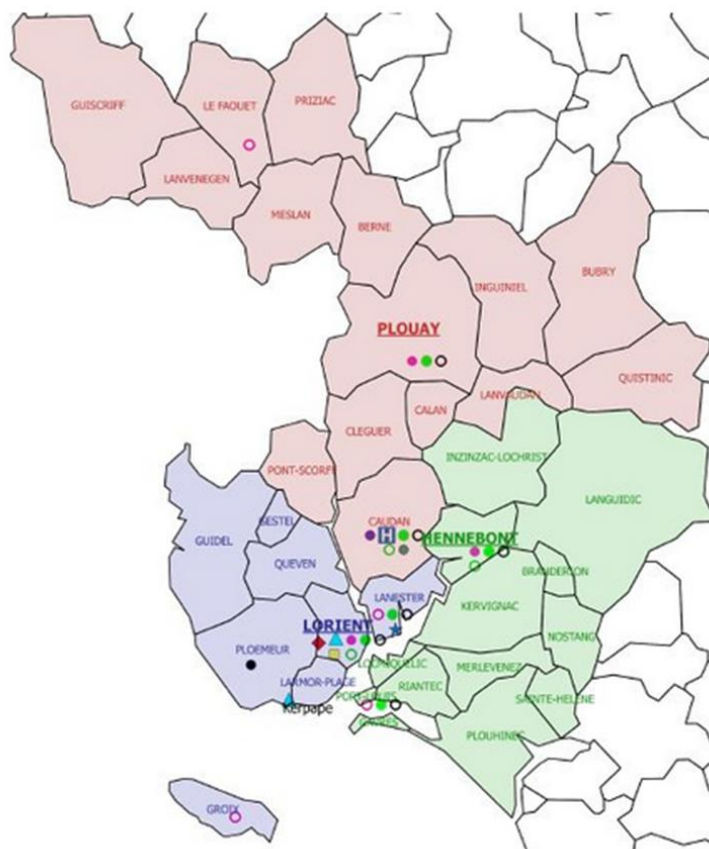 GUISCRIFF
LE FAOUET
PRIZIAC
LANVENEGEN
MESLAN
BERNE
INGUINIEL
BUBRY
PLOUAY
QUISTINIC
LANVAUDAN
CALAN
CLEGUER
INZINZAC-LOCHRIST
PONT-SCORFF
LANGUIDIC
CAUDAN
H
GESTEL
GUIDEL
HENNEBONT
QUEVEN
BRANDERION
LANESTER
KERVIGNAC
LORIENT
NOSTANG
PLOEMEUR
LOCMIQUELIC
MERLEVENEZ
LARMOR-PLAGE
RIANTEC
PORT-LOUIS
SAINTE-HELENE
Kerpape
GAVRES
PLOUHINEC
GROIX